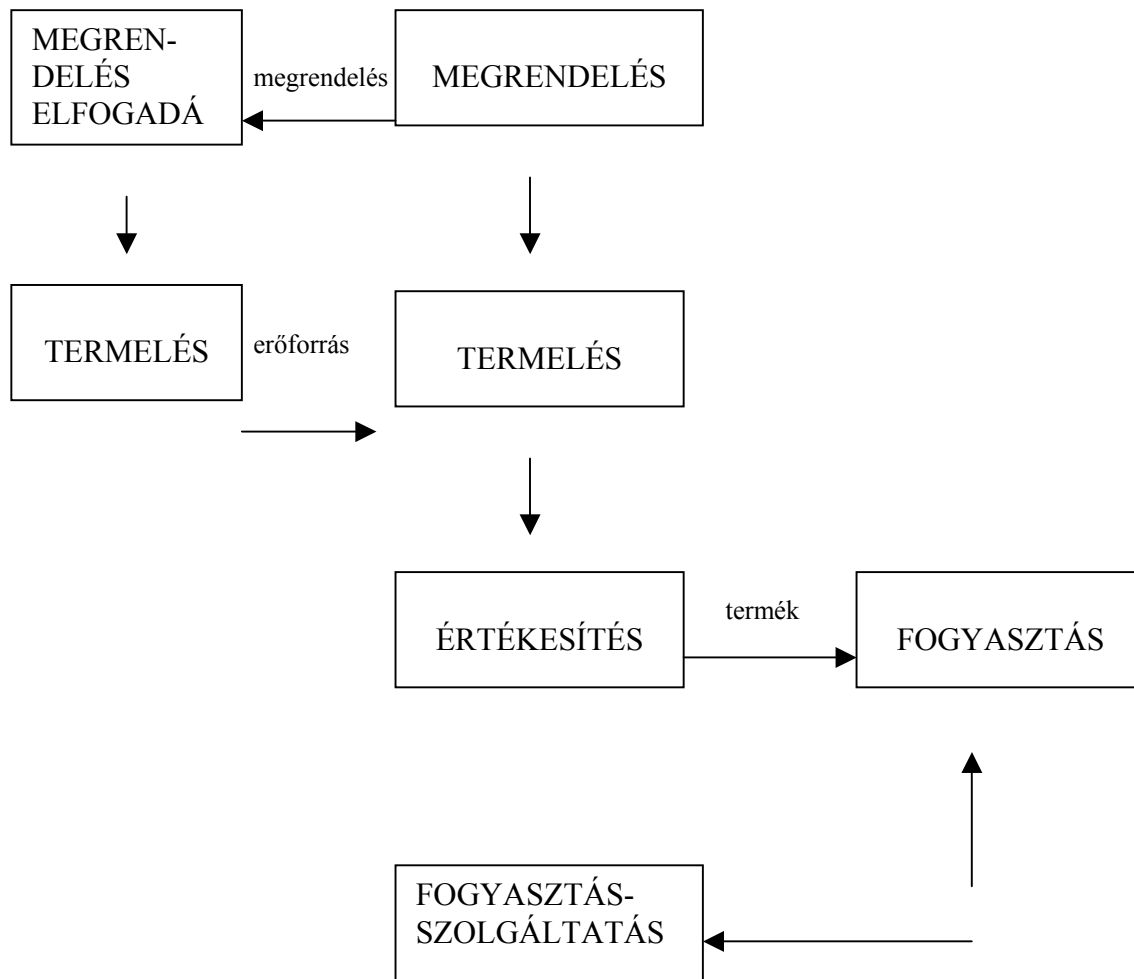 MEGREN-
DELÉS
ELFOGADÁ
megrendelés
MEGRENDELÉS
TERMELÉS
erőforrás
TERMELÉS
ÉRTÉKESÍTÉS
termék
FOGYASZTÁS
FOGYASZTÁS-
SZOLGÁLTATÁS